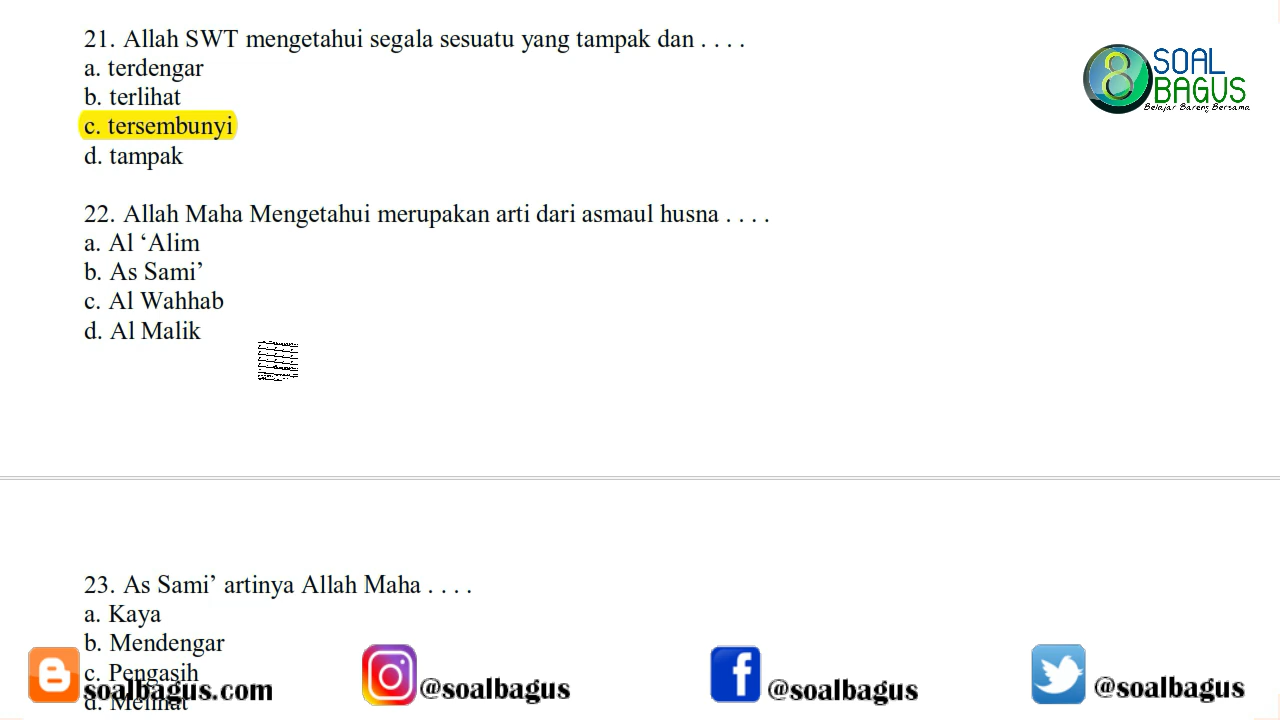 21. Allah SWT mengetahui segala sesuatu yang tampak dan . . . .
a. terdengar
b. terlihat
c. tersembunyi
d. tampak
SOAL
BAGUS
Belajar Bareng Bersama
22. Allah Maha Mengetahui merupakan arti dari asmaul husna . . . .
a. Al ‘Alim
b. As Sami’
c. Al Wahhab
d. Al Malik
23. As Sami’ artinya Allah Maha . . . .
a. Kaya
b. Mendengar
c. Pengasih
d. Melihat
soalbagus.com
@soalbagus
@soalbagus
@soalbagus